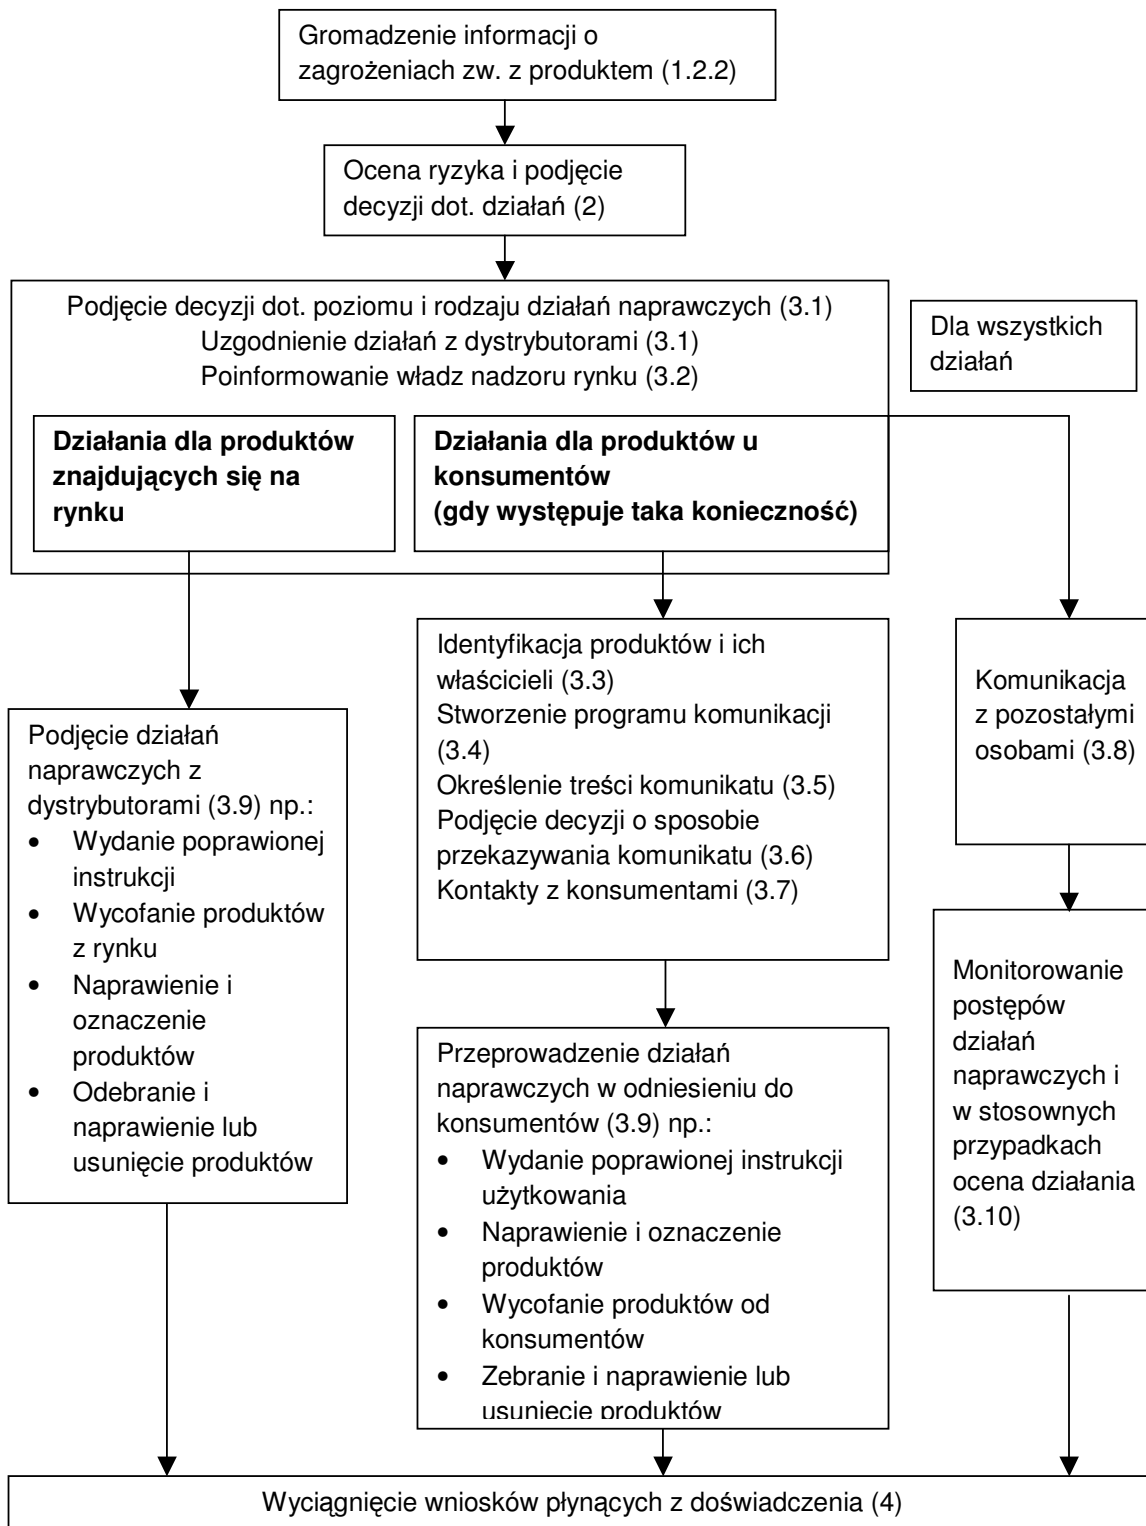 Gromadzenie informacji o
zagrożeniach zw. z produktem (1.2.2)
Ocena ryzyka i podjęcie
decyzji dot. działań (2)
Podjęcie decyzji dot. poziomu i rodzaju działań naprawczych (3.1)
Uzgodnienie działań z dystrybutorami (3.1)
Poinformowanie władz nadzoru rynku (3.2)
Dla wszystkich
działań
Działania dla produktów
znajdujących się na
rynku
Działania dla produktów u
konsumentów
(gdy występuje taka konieczność)
Podjęcie działań
naprawczych z
dystrybutorami (3.9) np.:
• Wydanie poprawionej
instrukcji
• Wycofanie produktów
z rynku
• Naprawienie i
oznaczenie
produktów
• Odebranie i
naprawienie lub
usunięcie produktów
Identyfikacja produktów i ich
właścicieli (3.3)
Stworzenie programu komunikacji
(3.4)
Określenie treści komunikatu (3.5)
Podjęcie decyzji o sposobie
przekazywania komunikatu (3.6)
Kontakty z konsumentami (3.7)
Przeprowadzenie działań
naprawczych w odniesieniu do
konsumentów (3.9) np.:
• Wydanie poprawionej instrukcji
użytkowania
• Naprawienie i oznaczenie
produktów
• Wycofanie produktów od
konsumentów
• Zebranie i naprawienie lub
usunięcie produktów
Komunikacja
z pozostałymi
osobami (3.8)
Monitorowanie
postępów
działań
naprawczych i
w stosownych
przypadkach
ocena działania
(3.10)
Wyciągnięcie wniosków płynących z doświadczenia (4)